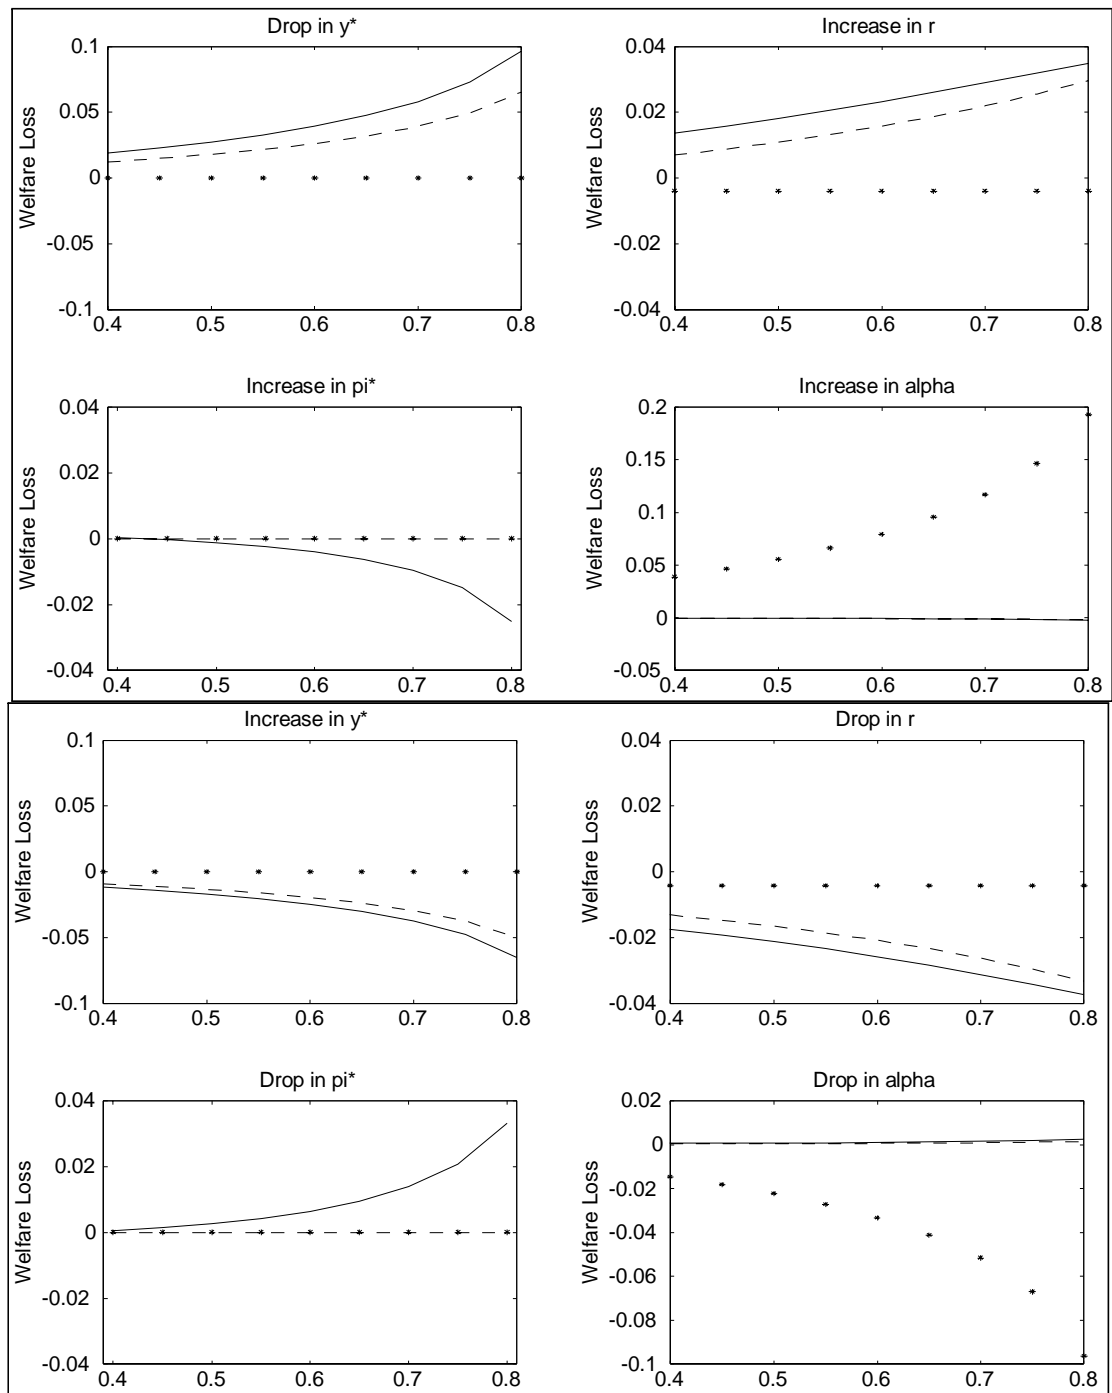 Drop in y*
Welfare Loss
0.1
0.05
0
-0.05
-0.1
0.4 0.5 0.6 0.7 0.8
Increase in r
Welfare Loss
0.04
0.02
0
-0.02
-0.04
0.4 0.5 0.6 0.7 0.8
Increase in pi*
Welfare Loss
0.04
0.02
0
-0.02
-0.04
0.4 0.5 0.6 0.7 0.8
Increase in alpha
Welfare Loss
0.2
0.15
0.1
0.05
0
-0.05
0.4 0.5 0.6 0.7 0.8
Increase in y*
Welfare Loss
0.1
0.05
0
-0.05
-0.1
0.4 0.5 0.6 0.7 0.8
Drop in r
Welfare Loss
0.04
0.02
0
-0.02
-0.04
0.4 0.5 0.6 0.7 0.8
Drop in pi*
Welfare Loss
0.04
0.02
0
-0.02
-0.04
0.4 0.5 0.6 0.7 0.8
Drop in alpha
Welfare Loss
0.02
0
-0.02
-0.04
-0.06
-0.08
-0.1
0.4 0.5 0.6 0.7 0.8